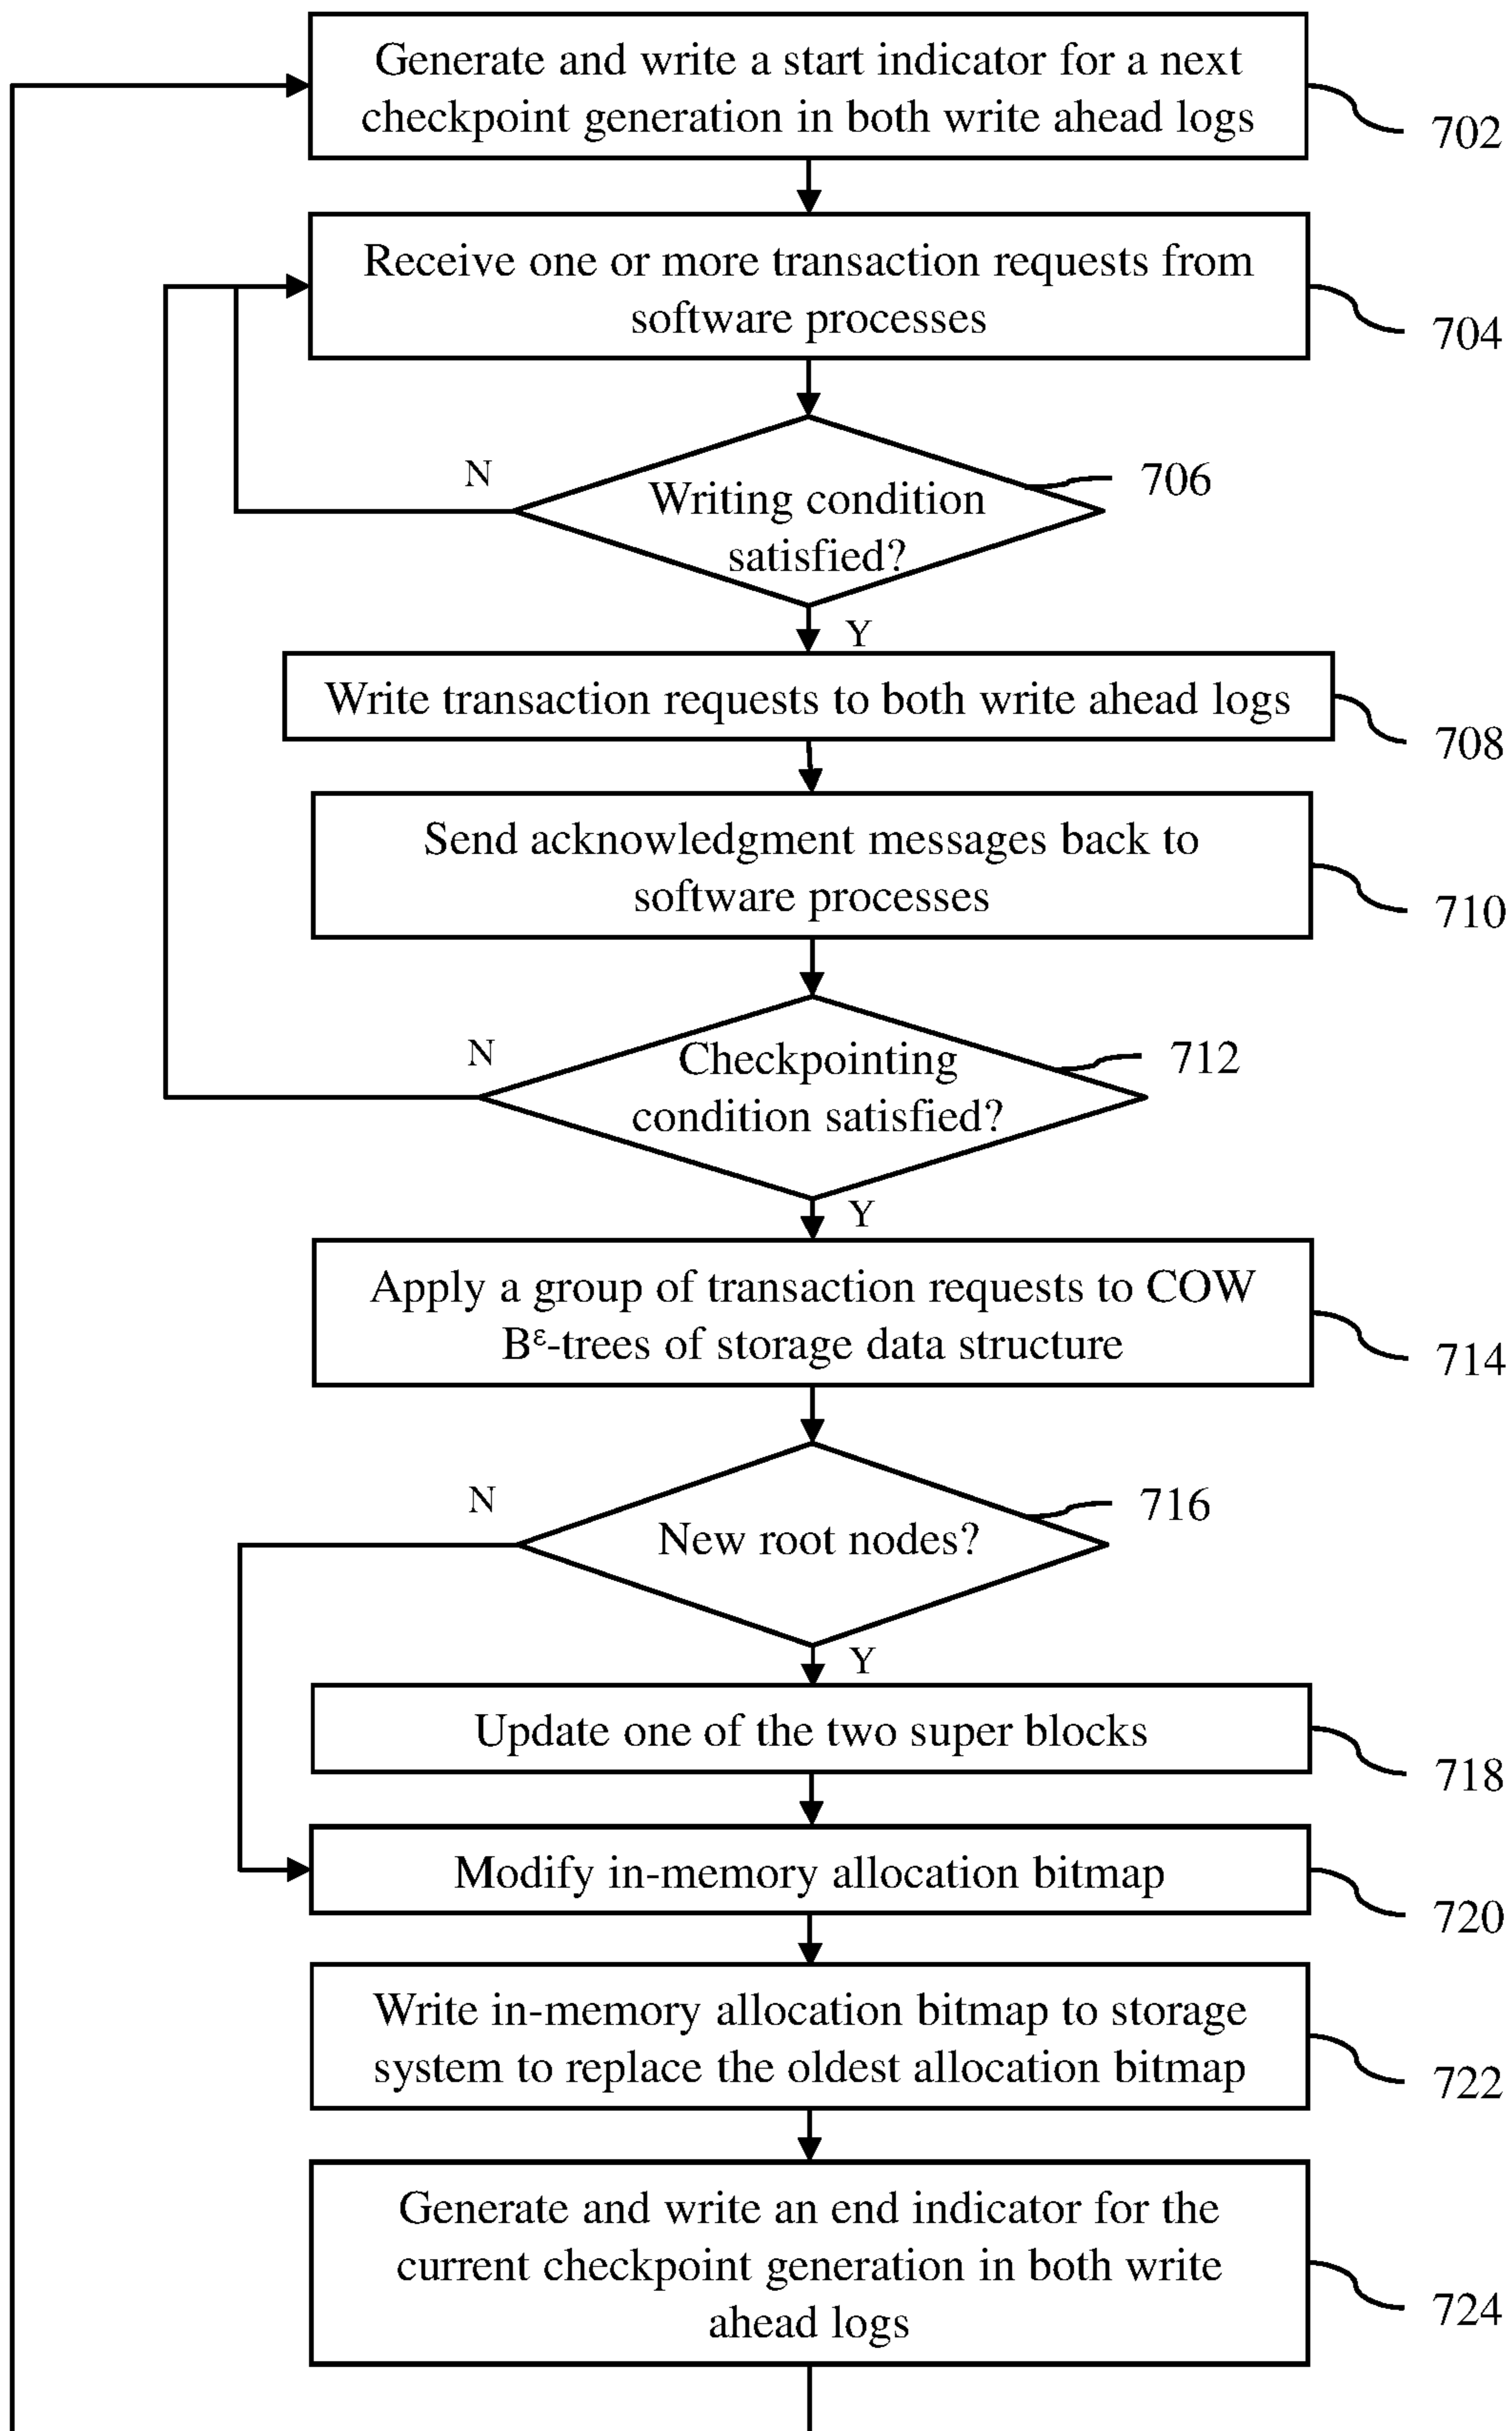 Generate and write a start indicator for a next
checkpoint generation in both write ahead logs
702
Receive one or more transaction requests from
software processes
704
N
706
Writing condition
satisfied?
Y
Write transaction requests to both write ahead logs
708
Send acknowledgment messages back to
software processes
710
N
712
Checkpointing
condition satisfied?
Y
Apply a group of transaction requests to COW
Bᵋ-trees of storage data structure
714
N
716
New root nodes?
Y
Update one of the two super blocks
718
Modify in-memory allocation bitmap
720
Write in-memory allocation bitmap to storage
system to replace the oldest allocation bitmap
722
Generate and write an end indicator for the
current checkpoint generation in both write
ahead logs
724